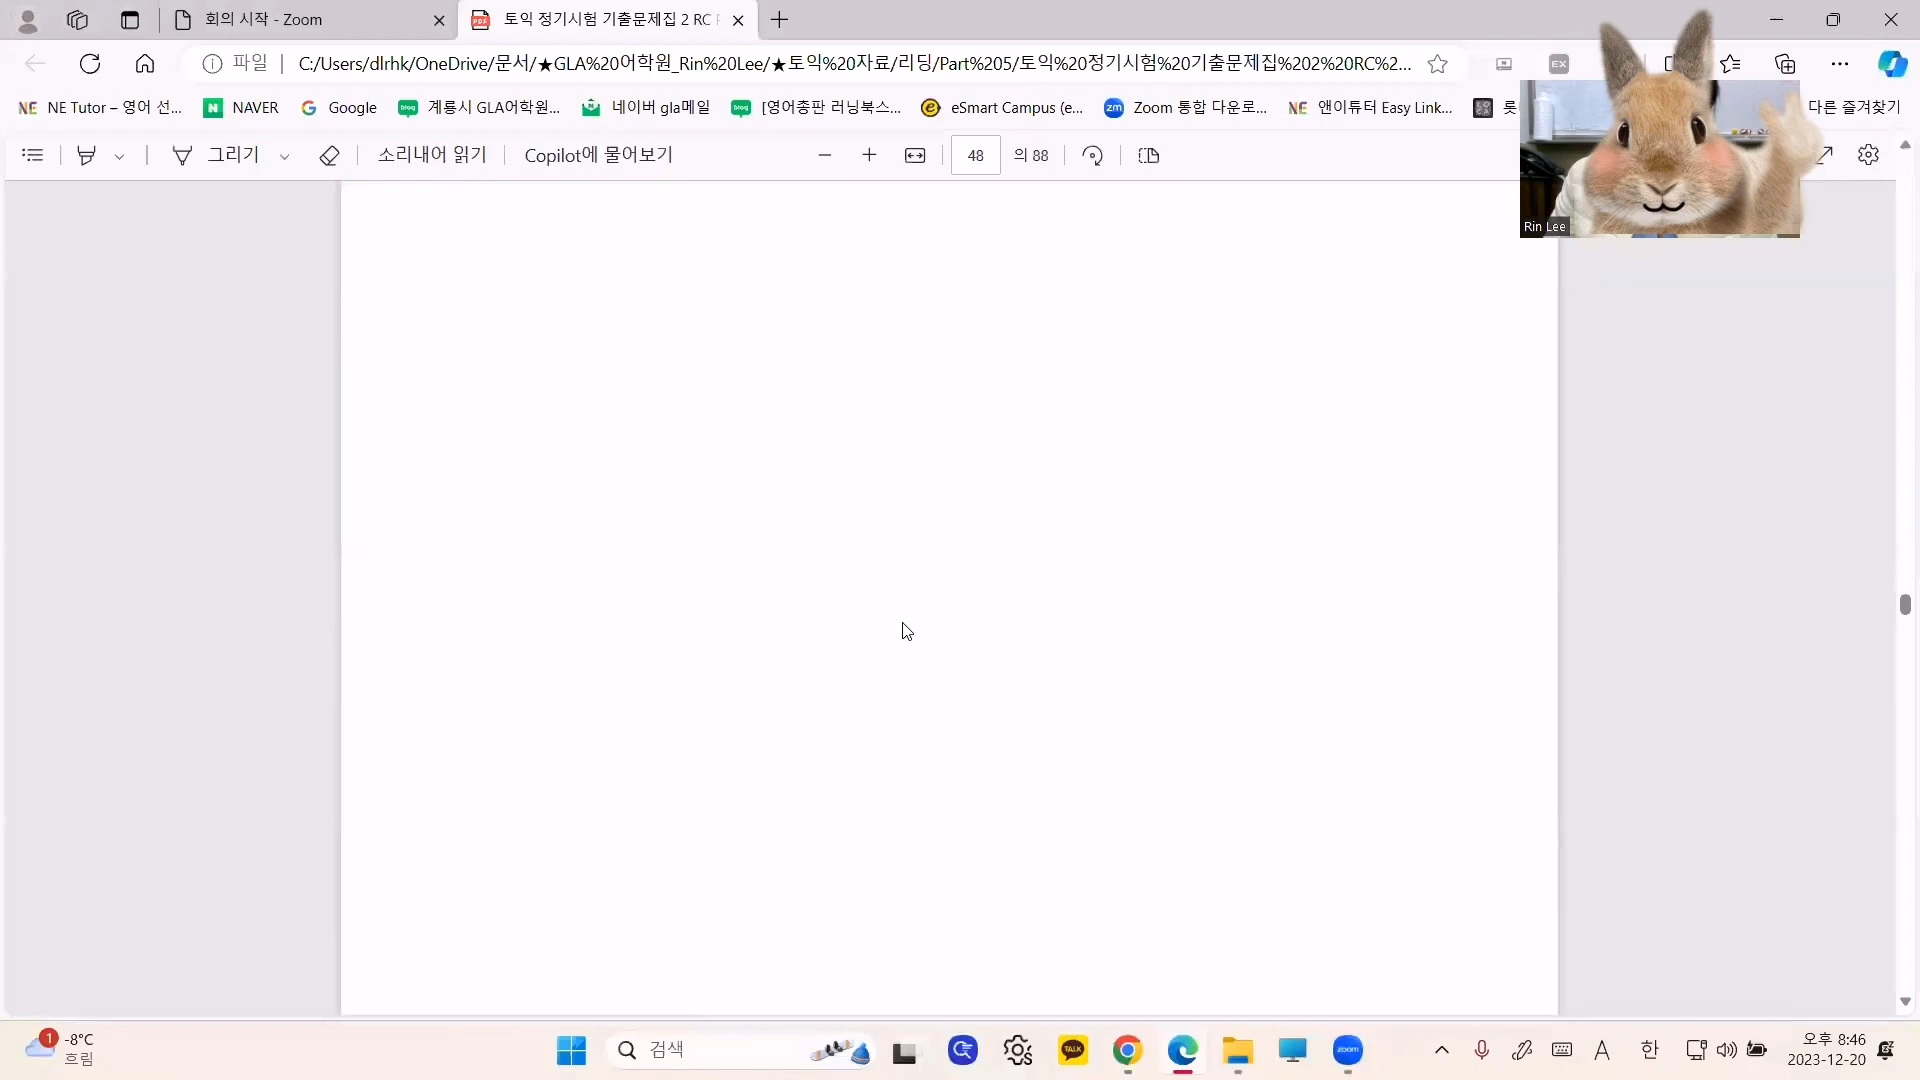 회의 시작 - Zoom
토익 정기시험 기출문제집 2 RC
파일
C:/Users/dlrhk/OneDrive/문서/★GLA%20어학원_Rin%20Lee/★토익%20자료/리딩/Part%205/토익%20정기시험%20기출문제집%202%20RC%2...
NE Tutor – 영어 선...
NAVER
Google
계룡시 GLA어학원...
네이버 gla메일
[영어총판 러닝북스...
eSmart Campus (e...
Zoom 통합 다운로...
앤이튜터 Easy Link...
롯
다른 즐겨찾기
그리기
소리내어 읽기
Copilot에 물어보기
48
의 88
Rin Lee
1
-8°C
흐림
검색
TALK
zoom
A
한
오후 8:46
2023-12-20